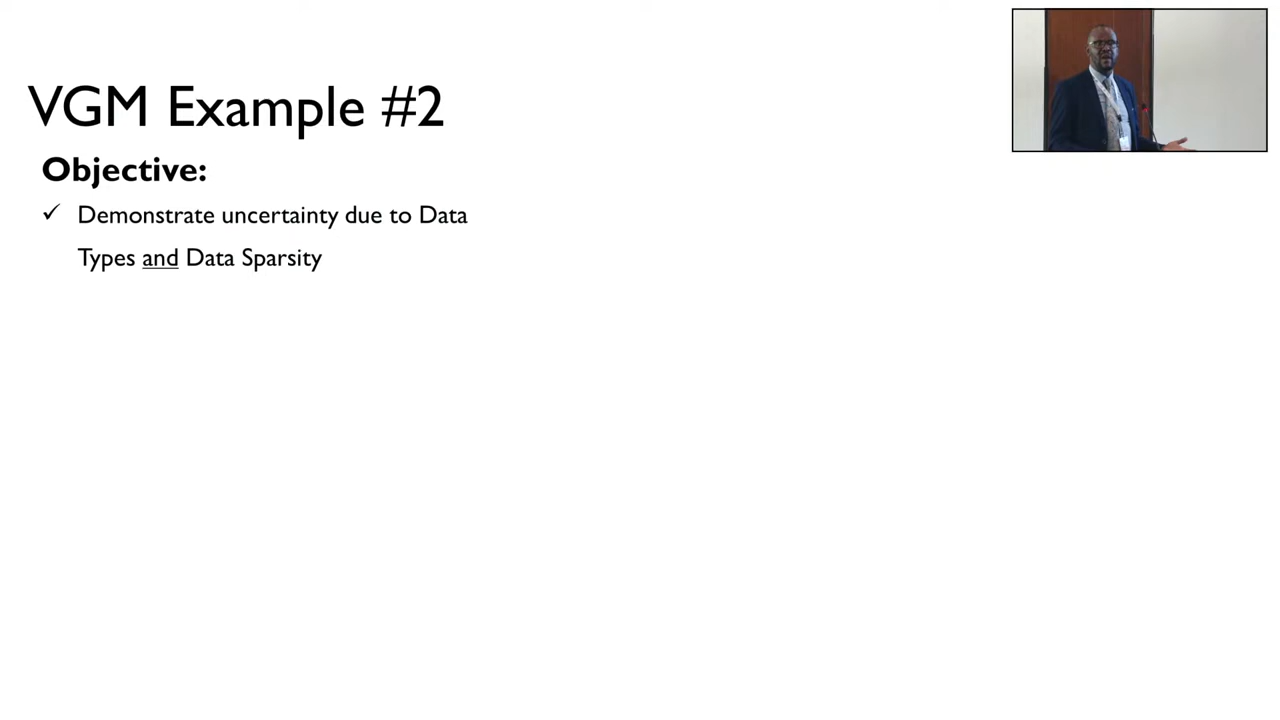 VGM Example #2
Objective:
✓ Demonstrate uncertainty due to Data
Types and Data Sparsity